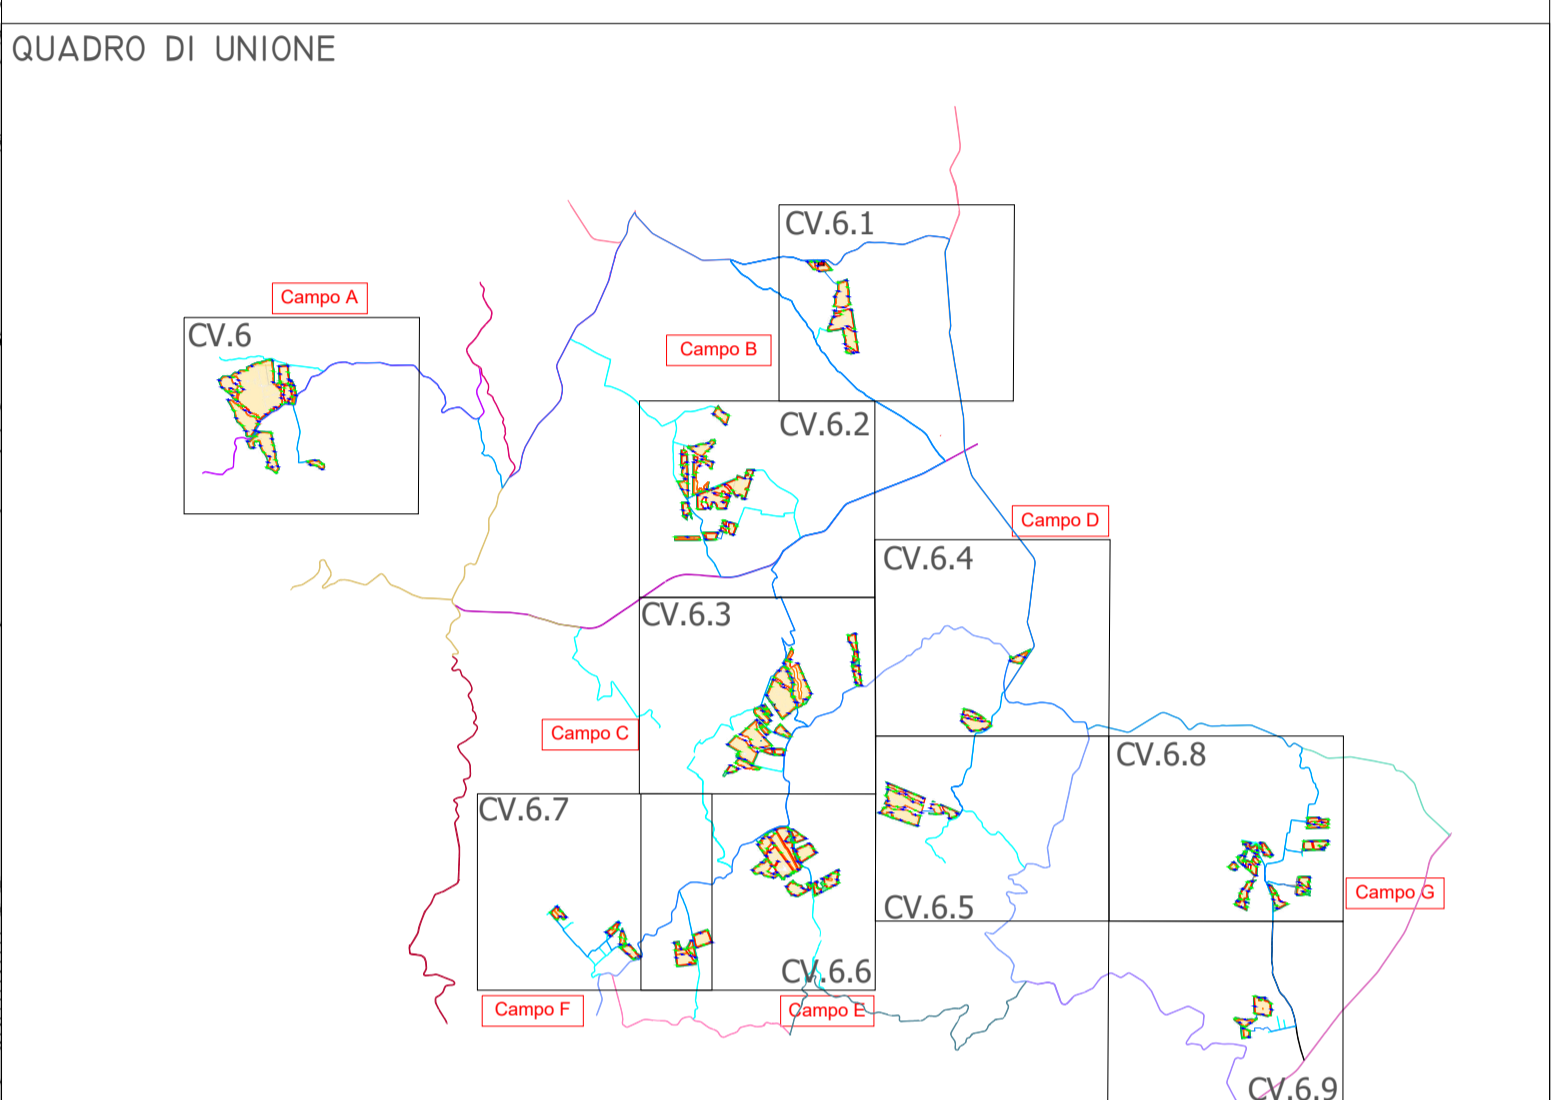 QUADRO DI UNIONE
CV.6.1
Campo A
CV.6
Campo B
CV.6.2
Campo D
CV.6.4
CV.6.3
Campo C
CV.6.8
CV.6.7
Campo G
CV.6.5
CV.6.6
Campo F
Campo E
CV.6.9